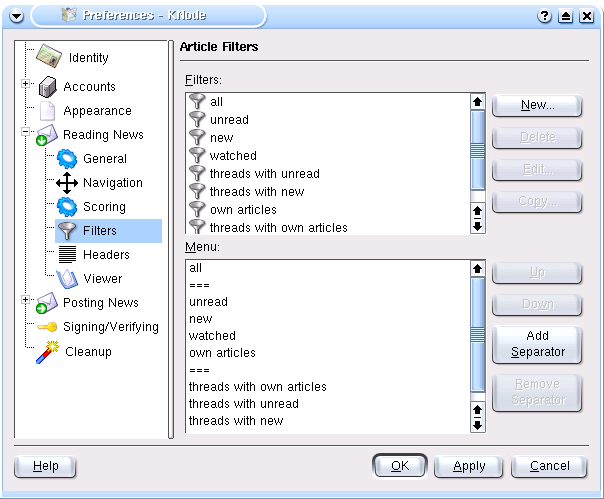 Preferences - KNode
Identity
Accounts
Appearance
Reading News
General
Navigation
Scoring
Filters
Headers
Viewer
Posting News
Signing/Verifying
Cleanup
Article Filters
Filters:
all
unread
new
watched
threads with unread
threads with new
own articles
threads with own articles
New...
Delete
Edit...
Copy...
Menu:
all
===
unread
new
watched
own articles
===
threads with own articles
threads with unread
threads with new
Up
Down
Add
Separator
Remove
Separator
Help
OK
Apply
Cancel